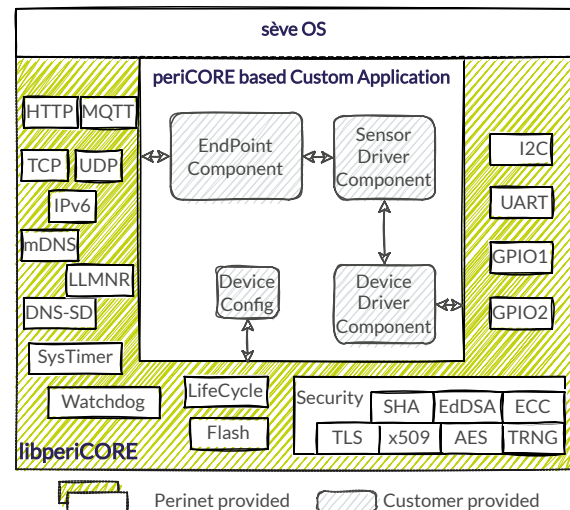 sève OS
periCORE based Custom Application
HTTP MQTT
TCP UDP
IPv6
mDNS
LLMNR
DNS-SD
SysTimer
Watchdog
libperiCORE
EndPoint
Component
Sensor
Driver
Component
Device
Config
Device
Driver
Component
I2C
UART
GPIO1
GPIO2
LifeCycle
Flash
Security
SHA EdDSA ECC
TLS x509 AES TRNG
Perinet provided
Customer provided